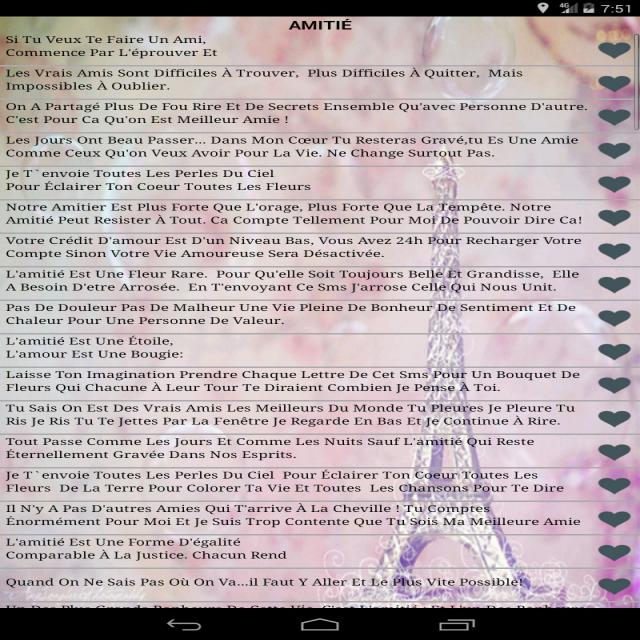 4G 7:51
AMITIÉ
Si Tu Veux Te Faire Un Ami,
Commence Par L'éprouver Et
Les Vrais Amis Sont Difficiles À Trouver,  Plus Difficiles À Quitter,  Mais
Impossibles À Oublier.
On A Partagé Plus De Fou Rire Et De Secrets Ensemble Qu'avec Personne D'autre.
C'est Pour Ca Qu'on Est Meilleur Amie !
Les Jours Ont Beau Passer... Dans Mon Cœur Tu Resteras Gravé,tu Es Une Amie
Comme Ceux Qu'on Veux Avoir Pour La Vie. Ne Change Surtout Pas.
Je T`envoie Toutes Les Perles Du Ciel
Pour Éclairer Ton Coeur Toutes Les Fleurs
Notre Amitier Est Plus Forte Que L'orage, Plus Forte Que La Tempête. Notre
Amitié Peut Resister À Tout. Ca Compte Tellement Pour Moi De Pouvoir Dire Ca!
Votre Crédit D'amour Est D'un Niveau Bas, Vous Avez 24h Pour Recharger Votre
Compte Sinon Votre Vie Amoureuse Sera Désactivée.
L'amitié Est Une Fleur Rare.  Pour Qu'elle Soit Toujours Belle Et Grandisse,  Elle
A Besoin D'etre Arrosée.  En T'envoyant Ce Sms J'arrose Celle Qui Nous Unit.
Pas De Douleur Pas De Malheur Une Vie Pleine De Bonheur De Sentiment Et De
Chaleur Pour Une Personne De Valeur.
L'amitié Est Une Étoile,
L'amour Est Une Bougie:
Laisse Ton Imagination Prendre Chaque Lettre De Cet Sms Pour Un Bouquet De
Fleurs Qui Chacune À Leur Tour Te Diraient Combien Je Pense À Toi.
Tu Sais On Est Des Vrais Amis Les Meilleurs Du Monde Tu Pleures Je Pleure Tu
Ris Je Ris Tu Te Jettes Par La Fenêtre Je Regarde En Bas Et Je Continue À Rire.
Tout Passe Comme Les Jours Et Comme Les Nuits Sauf L'amitié Qui Reste
Éternellement Gravée Dans Nos Esprits.
Je T`envoie Toutes Les Perles Du Ciel  Pour Éclairer Ton Coeur Toutes Les
Fleurs  De La Terre Pour Colorer Ta Vie Et Toutes  Les Chansons Pour Te Dire
Il N'y A Pas D'autres Amies Qui T'arrive À La Cheville ! Tu Comptes
Énormément Pour Moi Et Je Suis Trop Contente Que Tu Sois Ma Meilleure Amie
L'amitié Est Une Forme D'égalité
Comparable À La Justice. Chacun Rend
Quand On Ne Sais Pas Où On Va...il Faut Y Aller Et Le Plus Vite Possible!
Un Des Plus Grands Bonheurs De Cette Vie, C'est L'amitié ; Et L'un Des Bonheurs